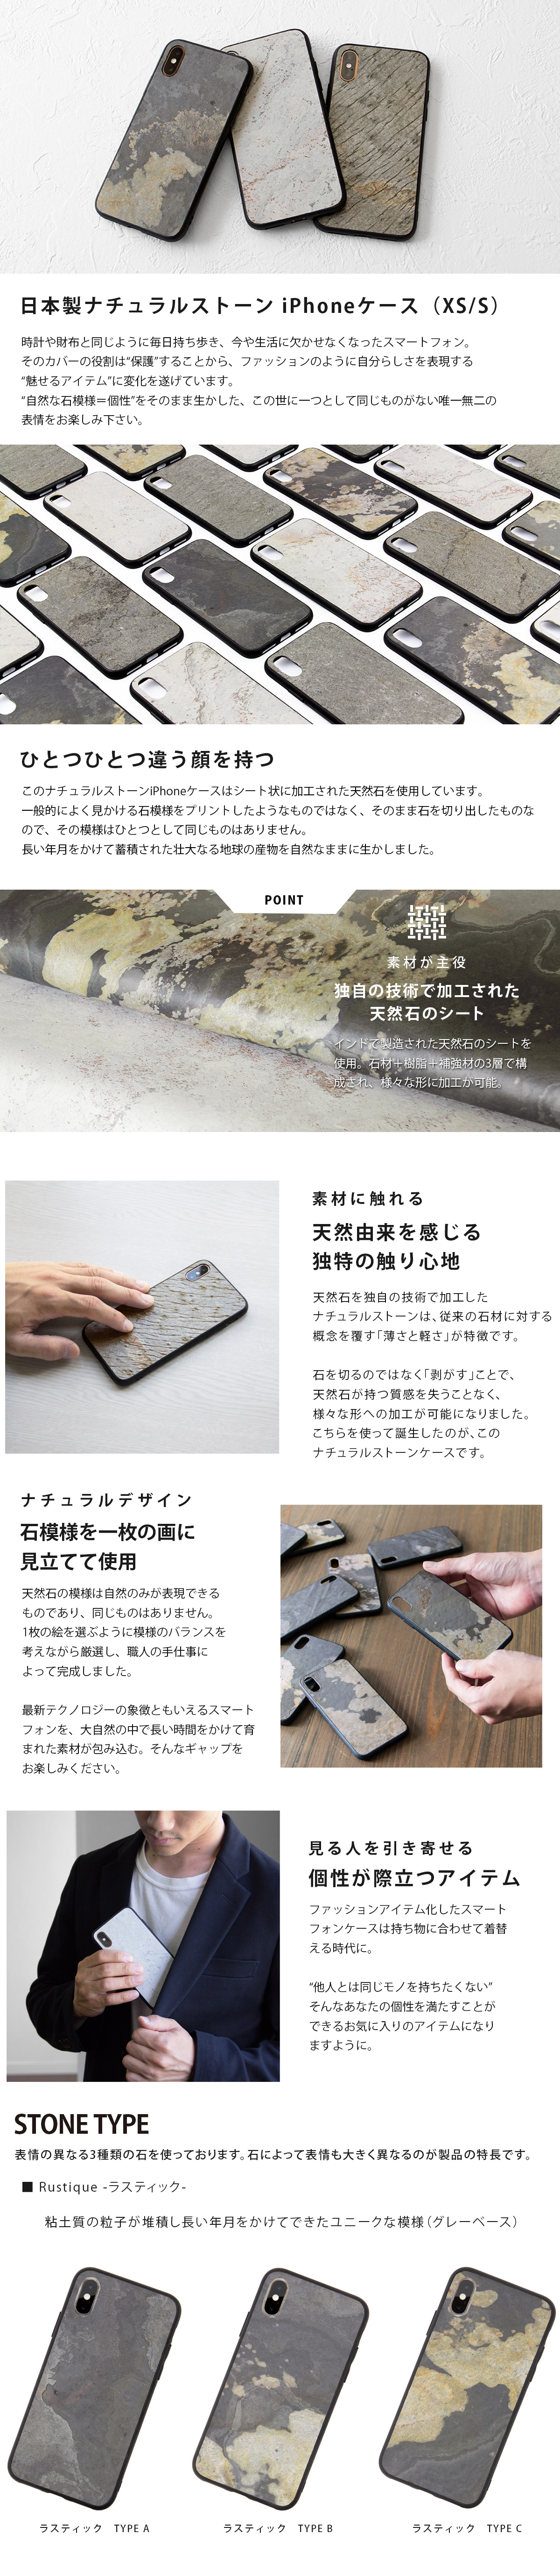 日本製ナチュラルストーン iPhoneケース（XS/S）
時計や財布と同じように毎日持ち歩き、今や生活に欠かせなくなったスマートフォン。
そのカバーの役割は“保護”することから、ファッションのように自分らしさを表現する
“魅せるアイテム”に変化を遂げています。
“自然な石模様＝個性”をそのまま生かした、この世に一つとして同じものがない唯一無二の
表情をお楽しみ下さい。
ひとつひとつ違う顔を持つ
このナチュラルストーンiPhoneケースはシート状に加工された天然石を使用しています。
一般的によく見かける石模様をプリントしたようなものではなく、そのまま石を切り出したものな
ので、その模様はひとつとして同じものはありません。
長い年月をかけて蓄積された壮大なる地球の産物を自然なままに生かしました。
POINT
素材が主役
独自の技術で加工された
天然石のシート
インドで製造された天然石のシートを
使用。石材＋樹脂＋補強材の3層で構
成され、様々な形に加工が可能。
素材に触れる
天然由来を感じる
独特の触り心地
天然石を独自の技術で加工した
ナチュラルストーンは、従来の石材に対する
概念を覆す「薄さと軽さ」が特徴です。
石を切るのではなく「剥がす」ことで、
天然石が持つ質感を失うことなく、
様々な形への加工が可能になりました。
こちらを使って誕生したのが、この
ナチュラルストーンケースです。
ナチュラルデザイン
石模様を一枚の画に
見立てて使用
天然石の模様は自然のみが表現できる
ものであり、同じものはありません。
1枚の絵を選ぶように模様のバランスを
考えながら厳選し、職人の手仕事に
よって完成しました。
最新テクノロジーの象徴ともいえるスマート
フォンを、大自然の中で長い時間をかけて育
まれた素材が包み込む。そんなギャップを
お楽しみください。
見る人を引き寄せる
個性が際立つアイテム
ファッションアイテム化したスマート
フォンケースは持ち物に合わせて着替
える時代に。
“他人とは同じモノを持ちたくない”
そんなあなたの個性を満たすことが
できるお気に入りのアイテムになり
ますように。
STONE TYPE
表情の異なる3種類の石を使っております。石によって表情も大きく異なるのが製品の特長です。
■ Rustique -ラスティック-
粘土質の粒子が堆積し長い年月をかけてできたユニークな模様（グレーベース）
ラスティック　TYPE A
ラスティック　TYPE B
ラスティック　TYPE C